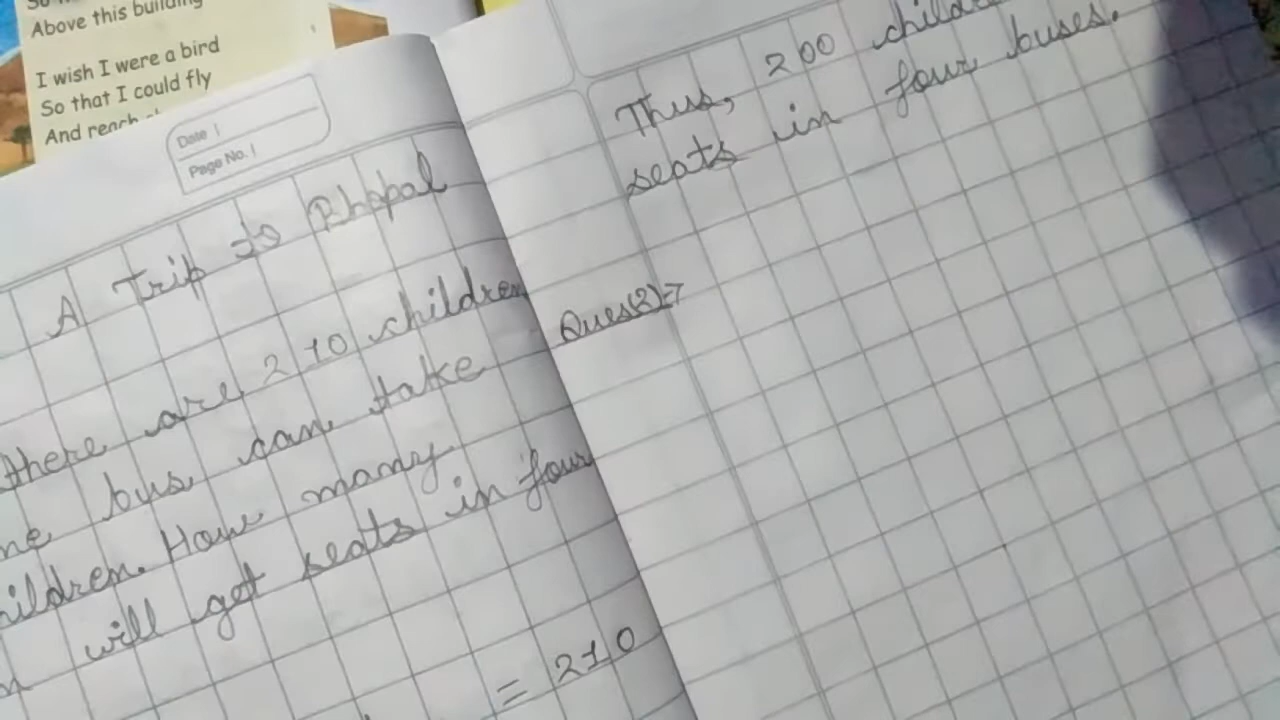 Above this building
I wish I were a bird
So that I could fly
And reach
Date
Page No.
A Trip to Bhopal
there are 210 children
bus can take
children. How many
will get seats in four
= 210
Thus, 200 children
seats in four buses.
Ques(2)⇒